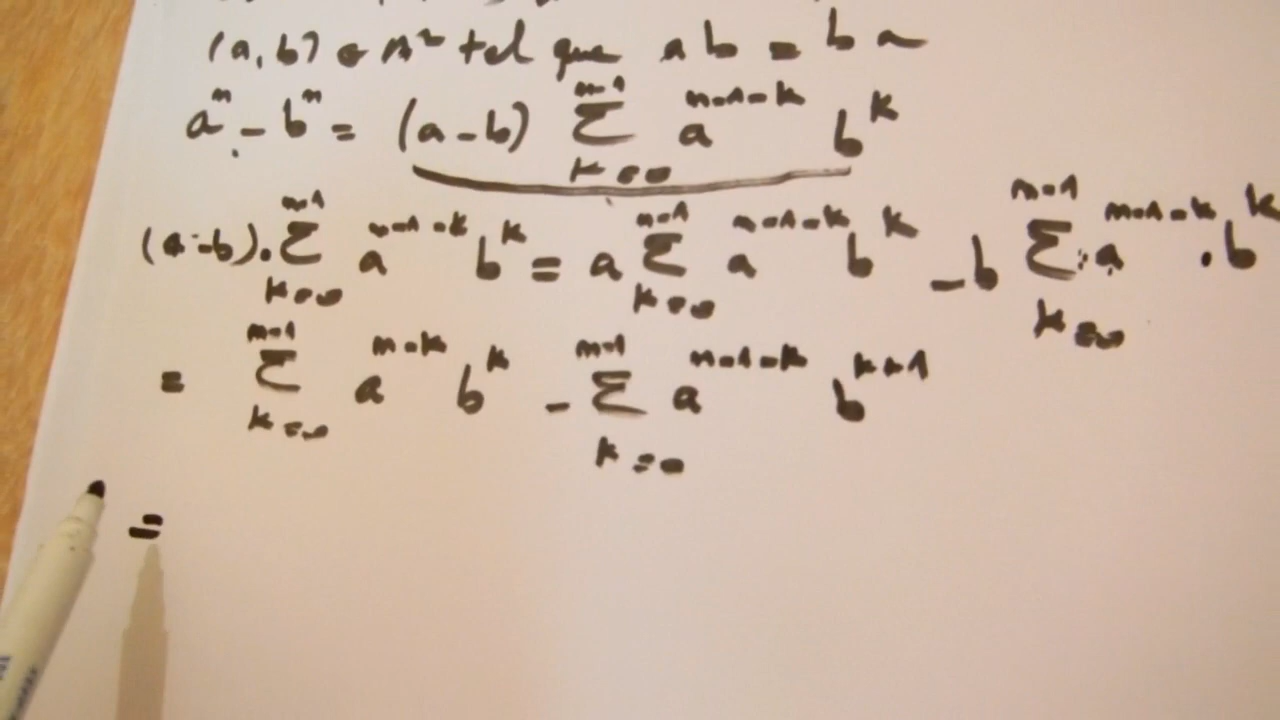 (a, b) ∈ A² tel que ab = ba
aⁿ - bⁿ = (a - b) Σ_{k=0}^{n-1} a^{n-1-k} b^k
(a - b) . Σ_{k=0}^{n-1} a^{n-1-k} b^k = a Σ_{k=0}^{n-1} a^{n-1-k} b^k - b Σ_{k=0}^{n-1} a^{n-1-k} . b^k
= Σ_{k=0}^{n-1} a^{n-k} b^k - Σ_{k=0}^{n-1} a^{n-1-k} b^{k+1}
=